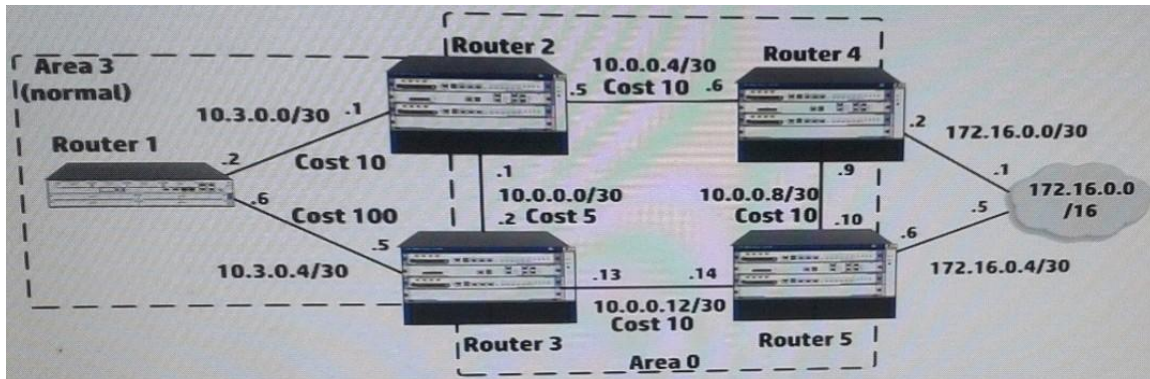 Router 2
Router 4
Area 3
(normal)
10.0.0.4/30
.5
Cost 10
.6
10.3.0.0/30
.1
.2
172.16.0.0/30
Router 1
.2
Cost 10
.1
.9
.1
172.16.0.0
/16
.6
10.0.0.0/30
10.0.0.8/30
Cost 100
.2
Cost 5
Cost 10
.10
.5
.5
.6
10.3.0.4/30
.13
.14
172.16.0.4/30
10.0.0.12/30
Cost 10
Router 3
Router 5
Area 0